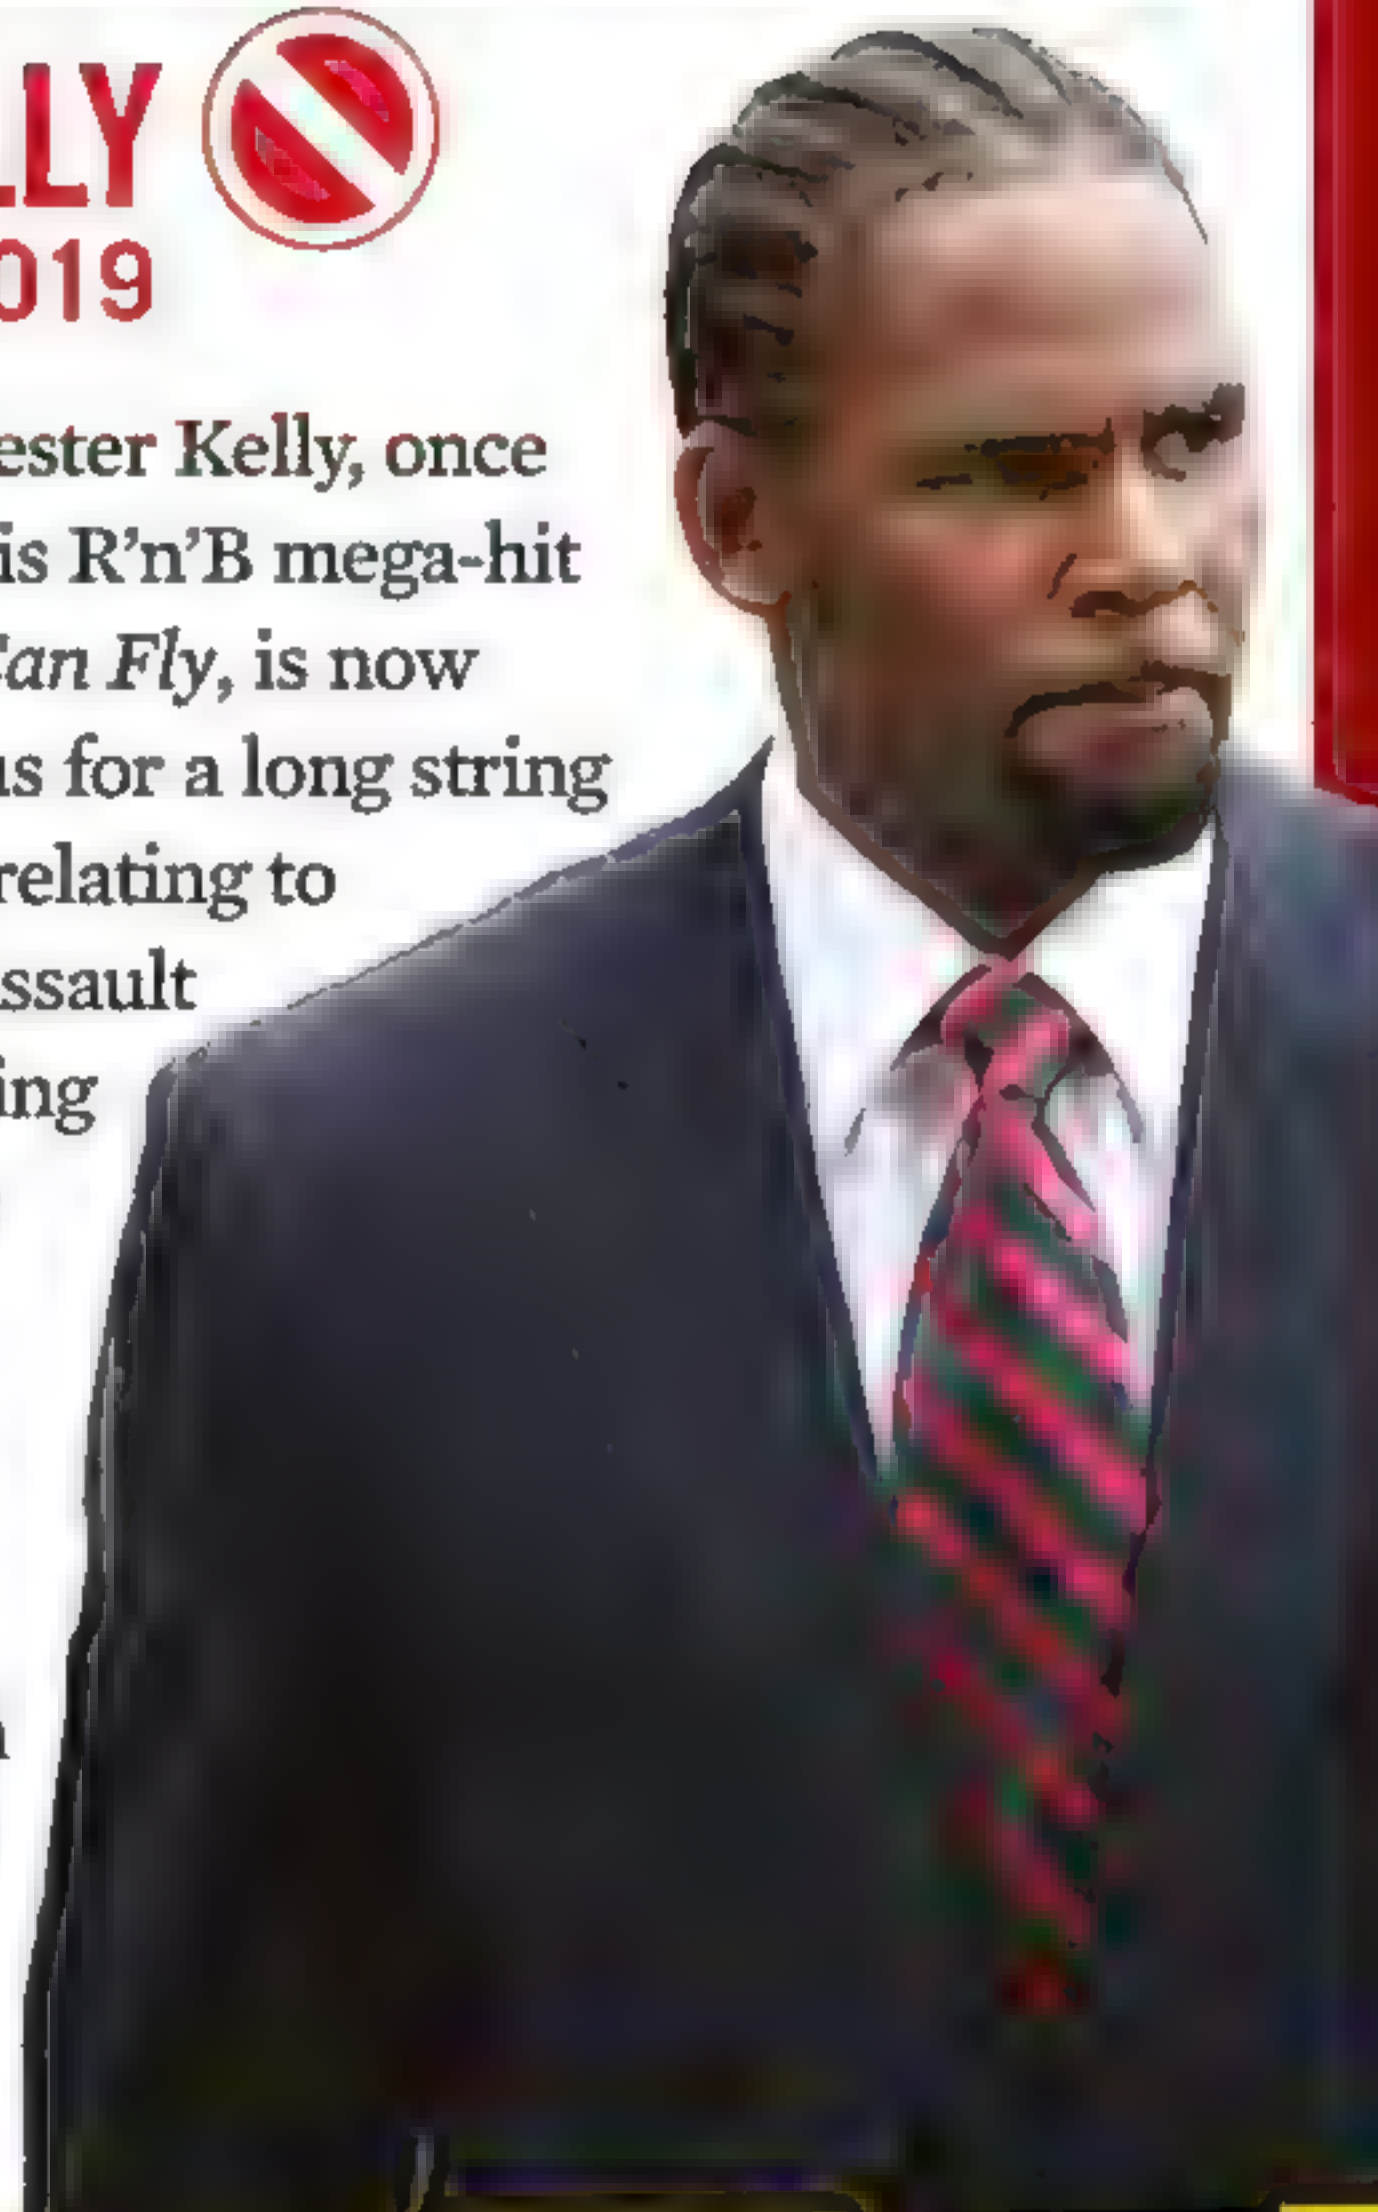 LLY
019
ester Kelly, once
is R'n'B mega-hit
Can Fly, is now
us for a long string
relating to
ssault
ing